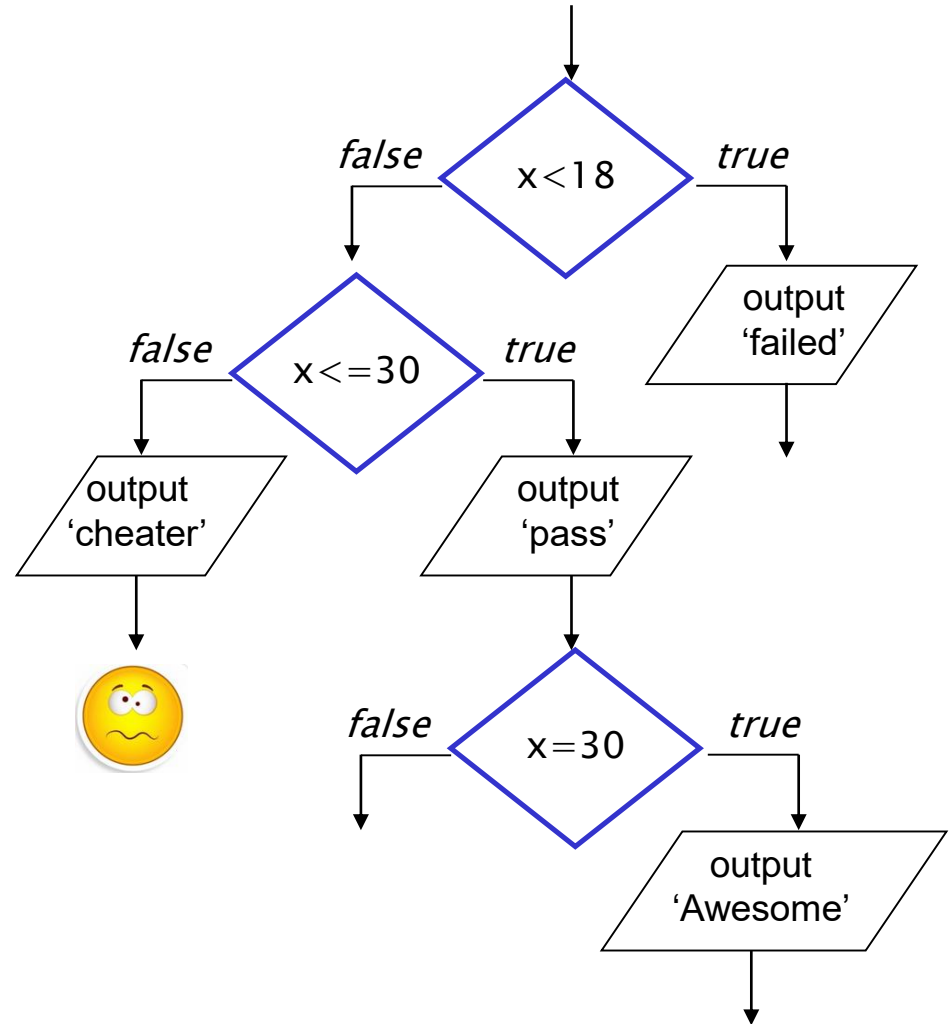 false
x<18
true
output
‘failed’
false
x<=30
true
output
‘cheater’
output
‘pass’
false
x=30
true
output
‘Awesome’